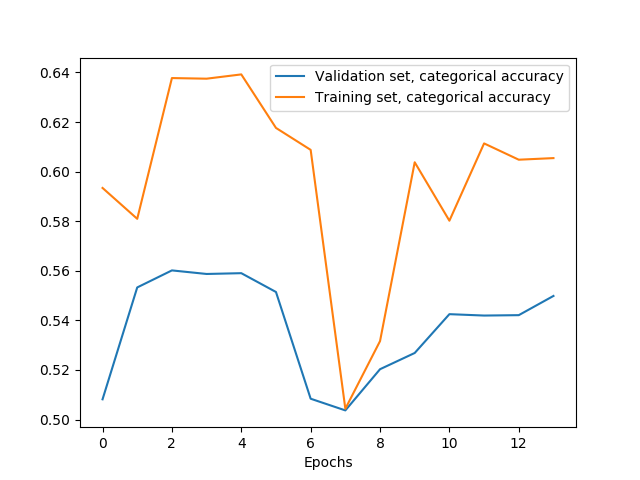 Validation set, categorical accuracy
Training set, categorical accuracy
0.64
0.62
0.60
0.58
0.56
0.54
0.52
0.50
0 2 4 6 8 10 12
Epochs